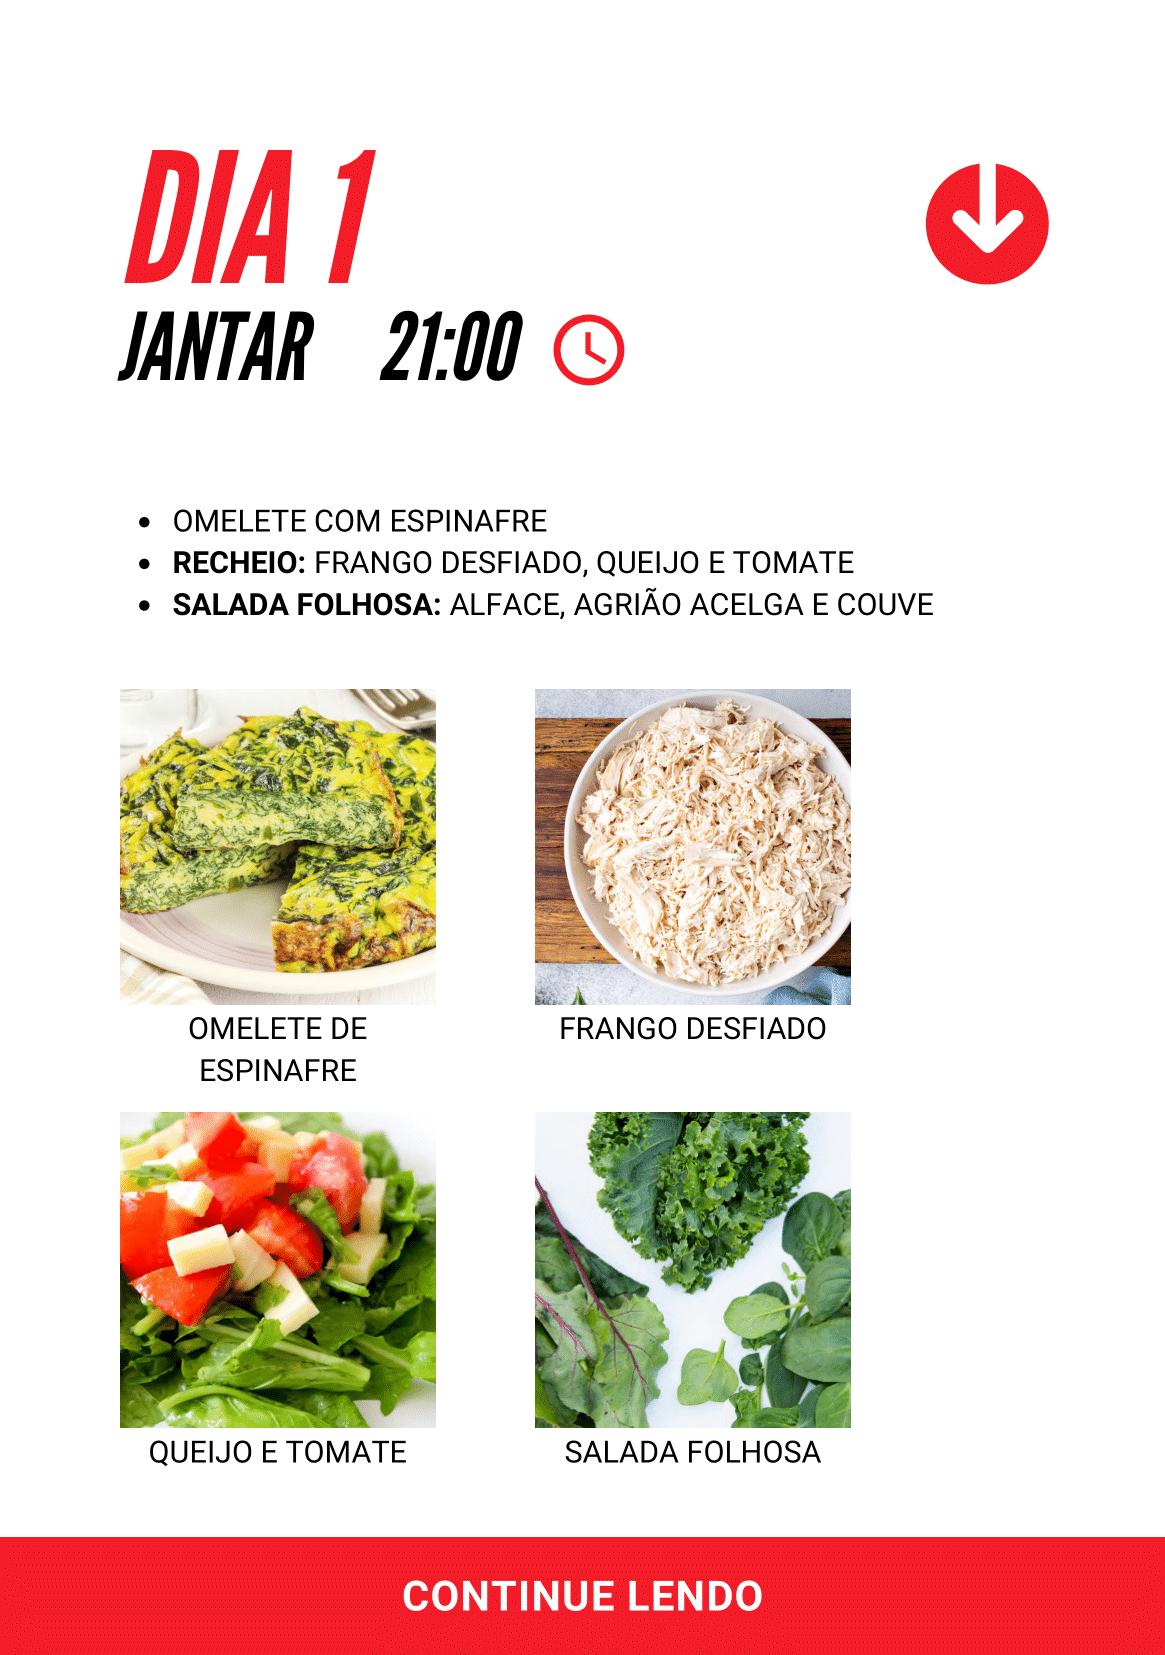 DIA 1
JANTAR 21:00
• OMELETE COM ESPINAFRE
• RECHEIO: FRANGO DESFIADO, QUEIJO E TOMATE
• SALADA FOLHOSA: ALFACE, AGRIÃO ACELGA E COUVE
OMELETE DE
ESPINAFRE
FRANGO DESFIADO
QUEIJO E TOMATE
SALADA FOLHOSA
CONTINUE LENDO